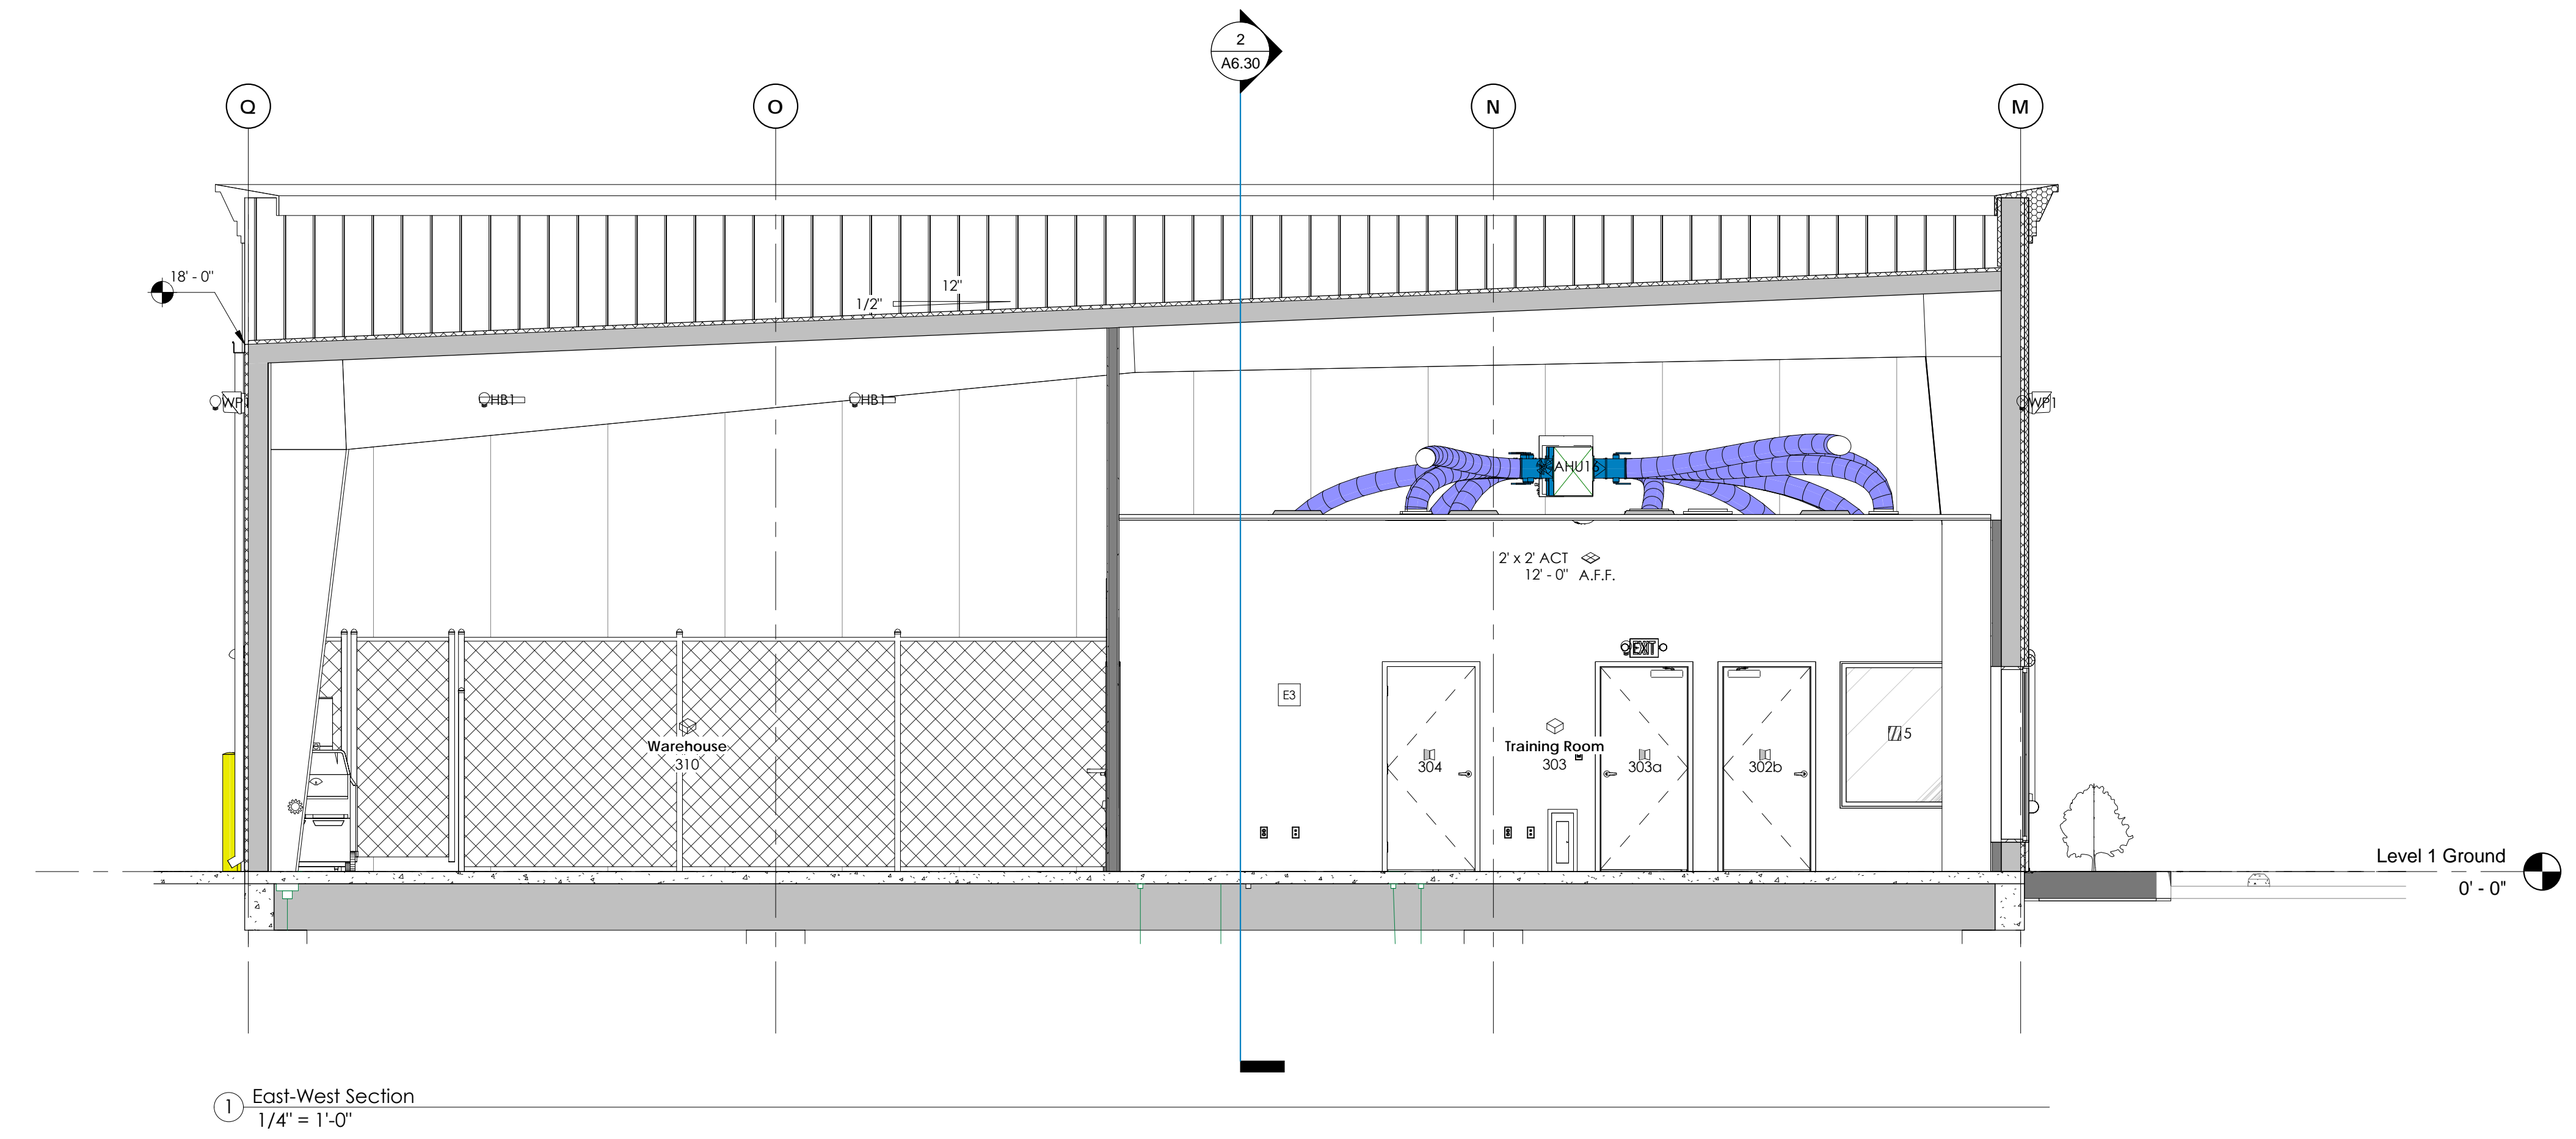 2
A6.30
Q
O
N
M
18' - 0"
12"
1/2"
WP1
HB1
HB1
WP1
AHU16
2' x 2' ACT
12' - 0" A.F.F.
EXIT
E3
5
Warehouse
310
Training Room
303
304
303a
302b
Level 1 Ground
0' - 0"
1
East-West Section
1/4" = 1'-0"